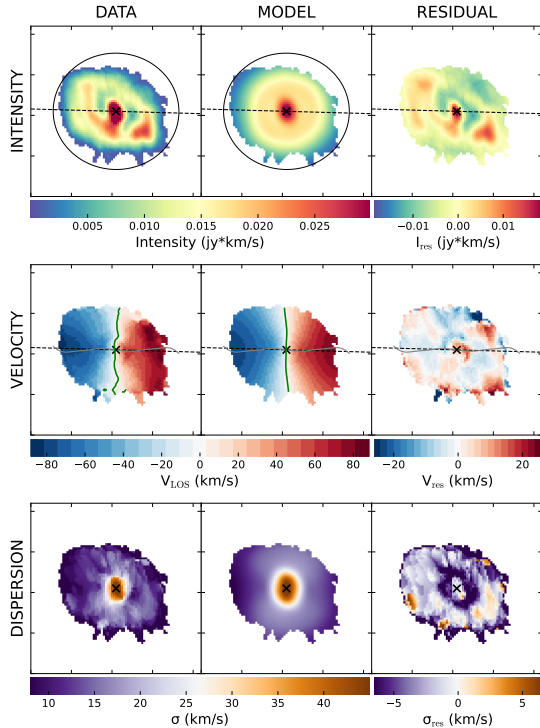 DATA MODEL RESIDUAL
INTENSITY
0.005 0.010 0.015 0.020 0.025 −0.01 0.00 0.01
Intensity (jy*km/s) I_res (jy*km/s)
VELOCITY
−80 −60 −40 −20 0 20 40 60 80 −20 0 20
V_LOS (km/s) V_res (km/s)
DISPERSION
10 15 20 25 30 35 40 −5 0 5
σ (km/s) σ_res (km/s)